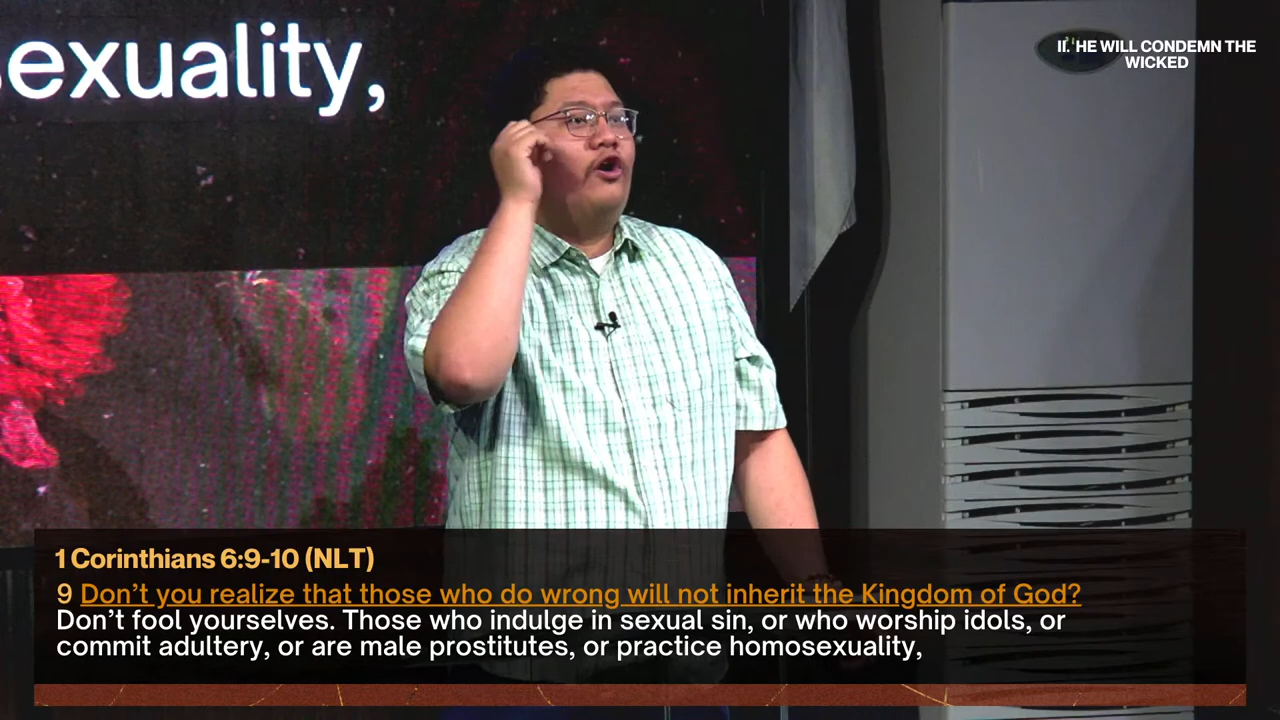 sexuality,
II. HE WILL CONDEMN THE
WICKED
1 Corinthians 6:9-10 (NLT)
9 Don’t you realize that those who do wrong will not inherit the Kingdom of God?
Don’t fool yourselves. Those who indulge in sexual sin, or who worship idols, or
commit adultery, or are male prostitutes, or practice homosexuality,